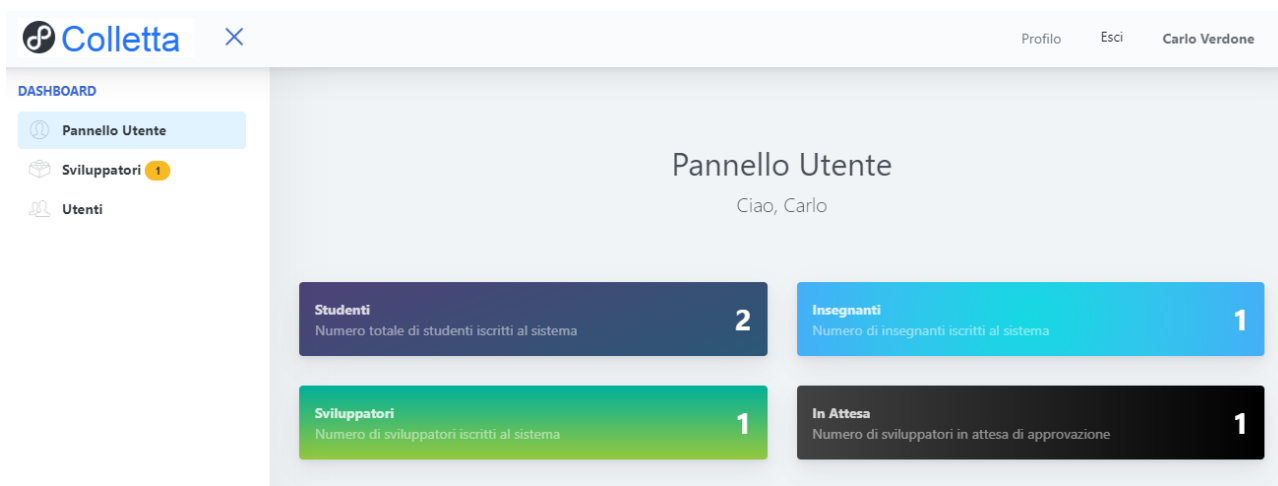 Colletta
Profilo Esci Carlo Verdone
DASHBOARD
Pannello Utente
Sviluppatori 1
Utenti
Pannello Utente
Ciao, Carlo
Studenti
Numero totale di studenti iscritti al sistema
2
Insegnanti
Numero di insegnanti iscritti al sistema
1
Sviluppatori
Numero di sviluppatori iscritti al sistema
1
In Attesa
Numero di sviluppatori in attesa di approvazione
1